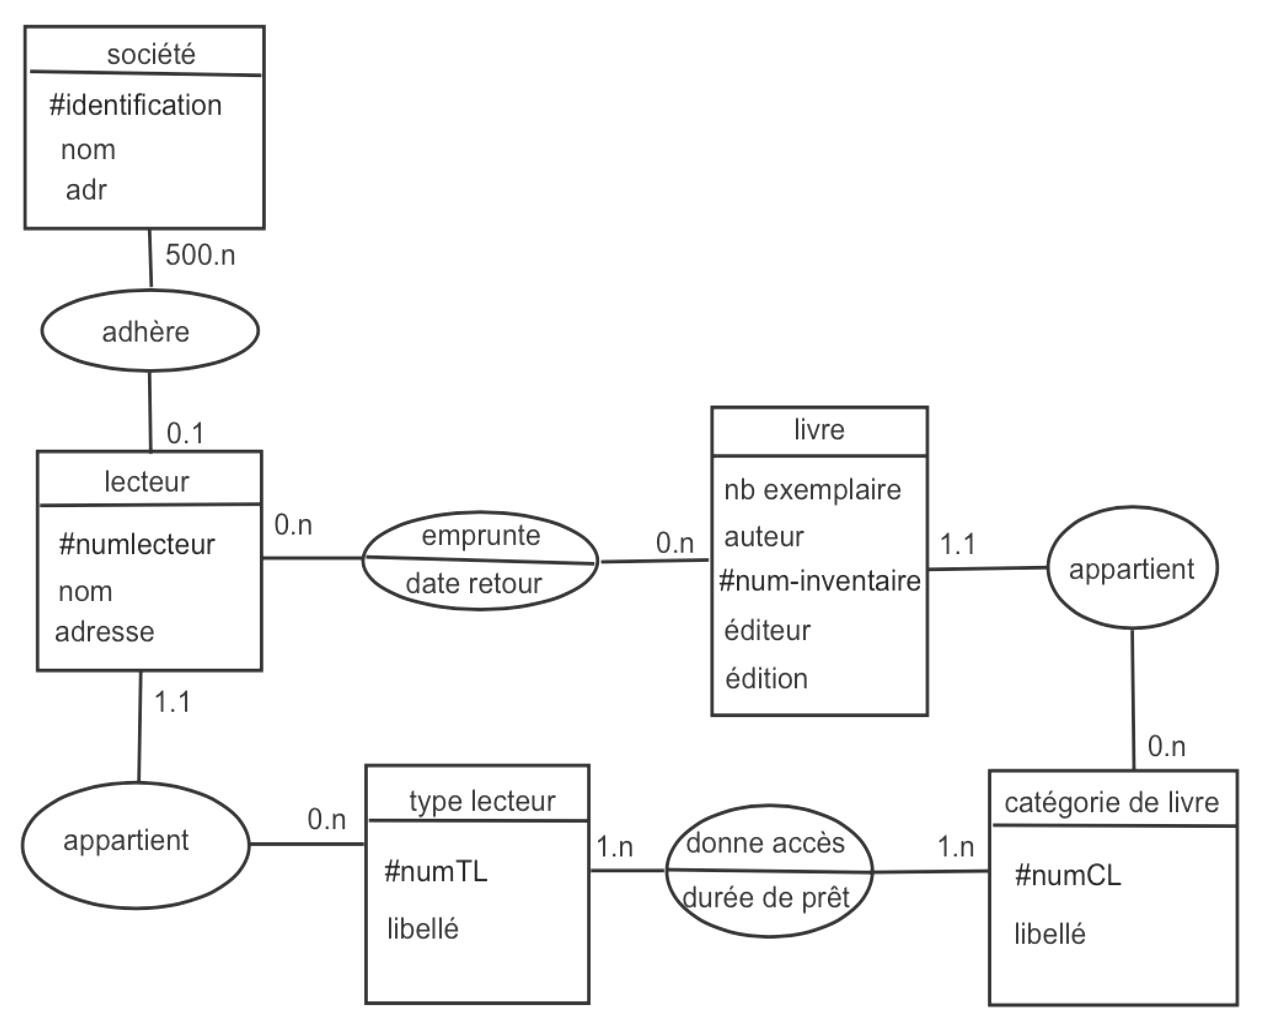 société
#identification
nom
adr
500.n
adhère
0.1
lecteur
#numlecteur
nom
adresse
0.n
emprunte
date retour
0.n
livre
nb exemplaire
auteur
#num-inventaire
éditeur
édition
1.1
appartient
0.n
1.1
appartient
0.n
type lecteur
#numTL
libellé
1.n
donne accès
durée de prêt
1.n
catégorie de livre
#numCL
libellé